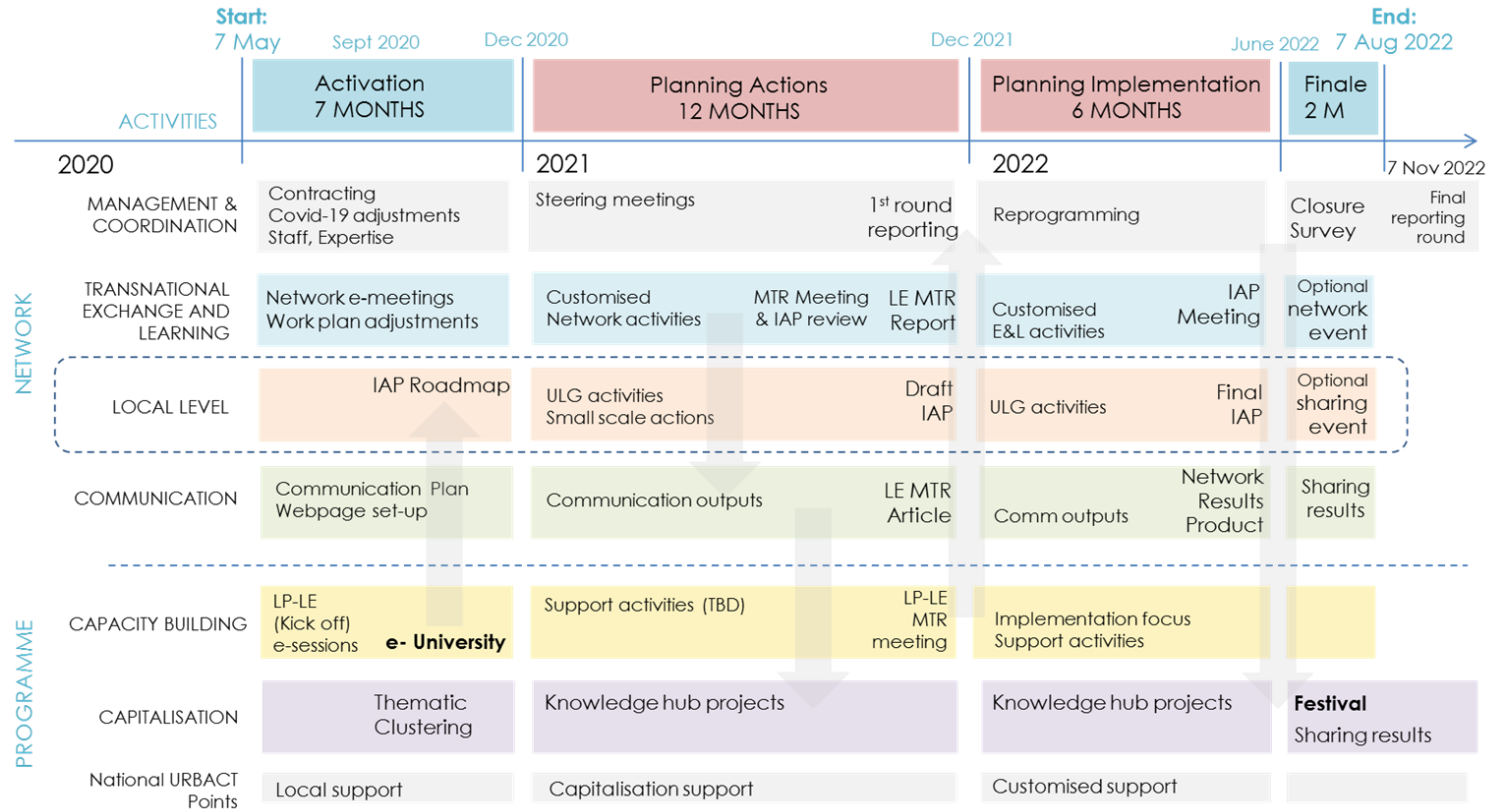 Start:
7 May
Sept 2020
Dec 2020
Dec 2021
June 2022
End:
7 Aug 2022
ACTIVITIES
Activation
7 MONTHS
Planning Actions
12 MONTHS
Planning Implementation
6 MONTHS
Finale
2 M
2020
2021
2022
7 Nov 2022
NETWORK
MANAGEMENT &
COORDINATION
Contracting
Covid-19 adjustments
Staff, Expertise
Steering meetings
1st round
reporting
Reprogramming
Closure
Survey
Final
reporting
round
TRANSNATIONAL
EXCHANGE AND
LEARNING
Network e-meetings
Work plan adjustments
Customised
Network activities
MTR Meeting
& IAP review
LE MTR
Report
Customised
E&L activities
IAP
Meeting
Optional
network
event
LOCAL LEVEL
IAP Roadmap
ULG activities
Small scale actions
Draft
IAP
ULG activities
Final
IAP
Optional
sharing
event
COMMUNICATION
Communication Plan
Webpage set-up
Communication outputs
LE MTR
Article
Comm outputs
Network
Results
Product
Sharing
results
PROGRAMME
CAPACITY BUILDING
LP-LE
(Kick off)
e-sessions
e- University
Support activities (TBD)
LP-LE
MTR
meeting
Implementation focus
Support activities
CAPITALISATION
Thematic
Clustering
Knowledge hub projects
Knowledge hub projects
Festival
Sharing results
National URBACT
Points
Local support
Capitalisation support
Customised support